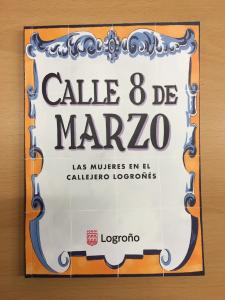 CALLE 8 DE
MARZO
LAS MUJERES EN EL
CALLEJERO LOGROÑÉS
Logroño